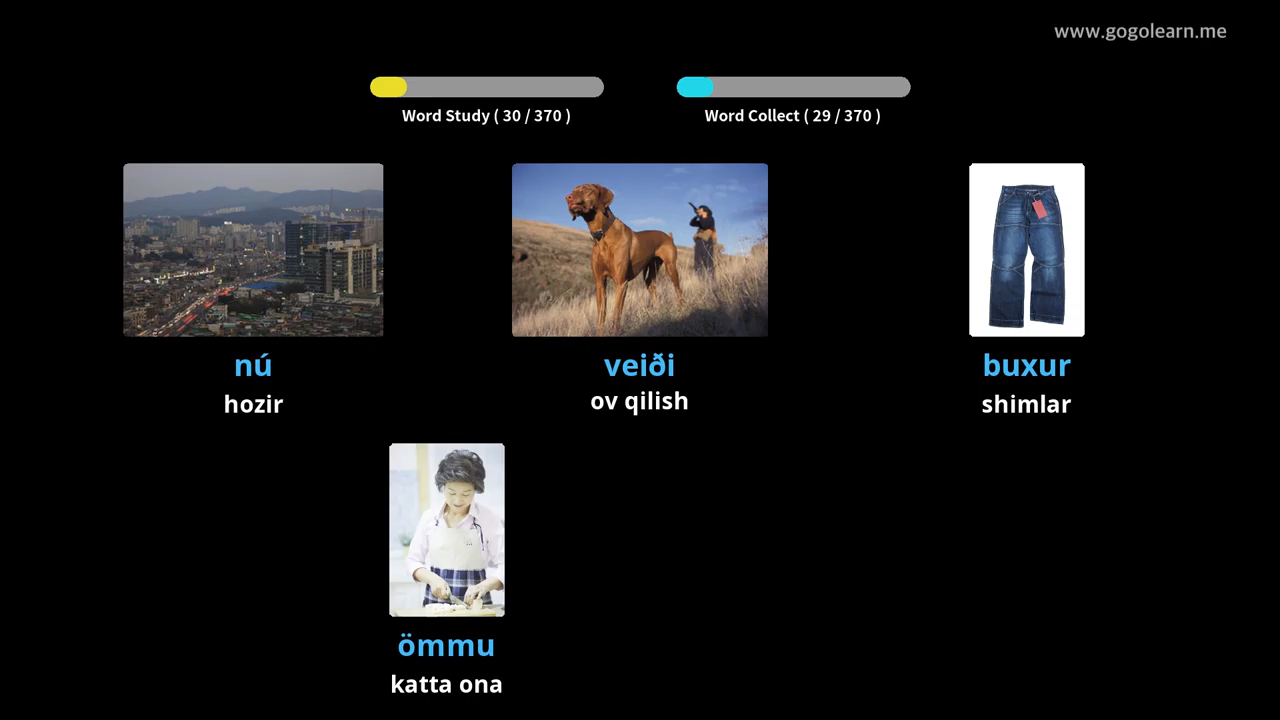 www.gogolearn.me
Word Study ( 30 / 370 )
Word Collect ( 29 / 370 )
nú
hozir
veiði
ov qilish
buxur
shimlar
ömmu
katta ona